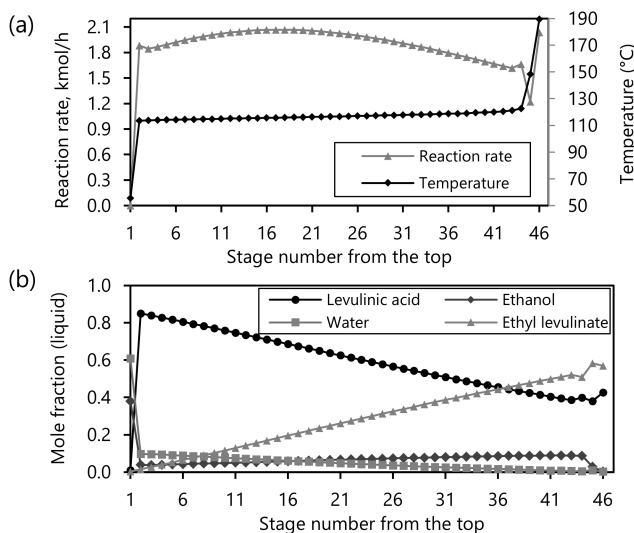 (a)
Reaction rate, kmol/h
2.1
1.8
1.5
1.2
0.9
0.6
0.3
0.0
190
170
150
130
110
90
70
50
Temperature (°C)
Reaction rate
Temperature
1 6 11 16 21 26 31 36 41 46
Stage number from the top
(b)
Mole fraction (liquid)
1.0
0.8
0.6
0.4
0.2
0.0
Levulinic acid Ethanol
Water Ethyl levulinate
1 6 11 16 21 26 31 36 41 46
Stage number from the top